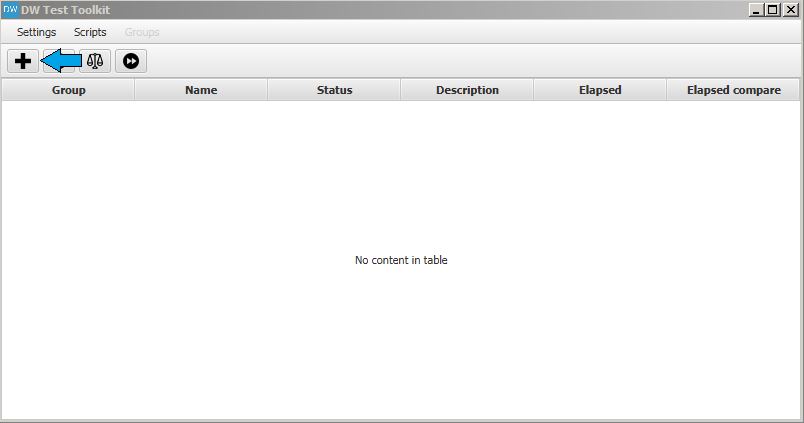 DW DW Test Toolkit
Settings Scripts Groups
Group Name Status Description Elapsed Elapsed compare
No content in table